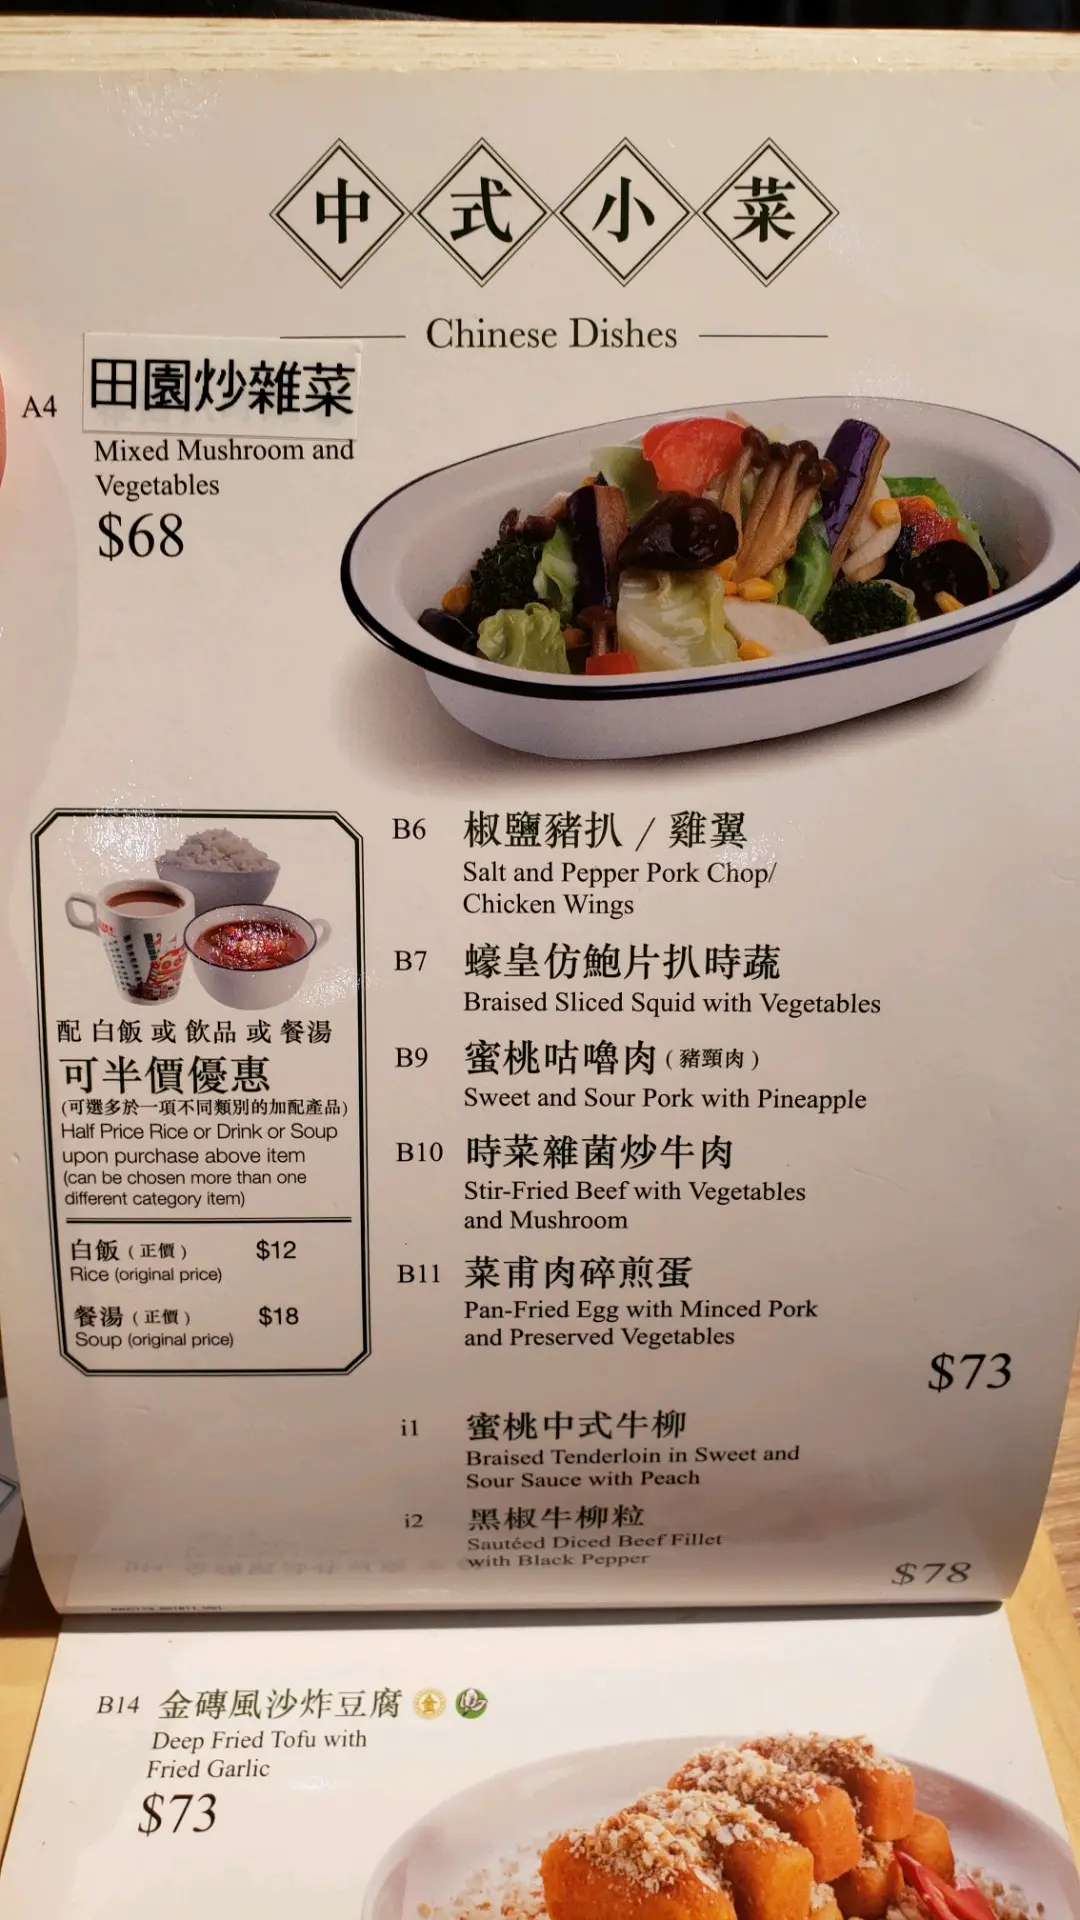 中式小菜
Chinese Dishes
A4 田園炒雜菜
Mixed Mushroom and
Vegetables
$68
配 白飯 或 飲品 或 餐湯
可半價優惠
(可選多於一項不同類別的加配產品)
Half Price Rice or Drink or Soup
upon purchase above item
(can be chosen more than one
different category item)
白飯 (正價) $12
Rice (original price)
餐湯 (正價) $18
Soup (original price)
B6 椒鹽豬扒 / 雞翼
Salt and Pepper Pork Chop/
Chicken Wings
B7 蠔皇仿鮑片扒時蔬
Braised Sliced Squid with Vegetables
B9 蜜桃咕嚕肉 (豬頸肉)
Sweet and Sour Pork with Pineapple
B10 時菜雜菌炒牛肉
Stir-Fried Beef with Vegetables
and Mushroom
B11 菜甫肉碎煎蛋
Pan-Fried Egg with Minced Pork
and Preserved Vegetables
$73
i1 蜜桃中式牛柳
Braised Tenderloin in Sweet and
Sour Sauce with Peach
i2 黑椒牛柳粒
Sautéed Diced Beef Fillet
with Black Pepper
$78
B14 金磚風沙炸豆腐 金
Deep Fried Tofu with
Fried Garlic
$73